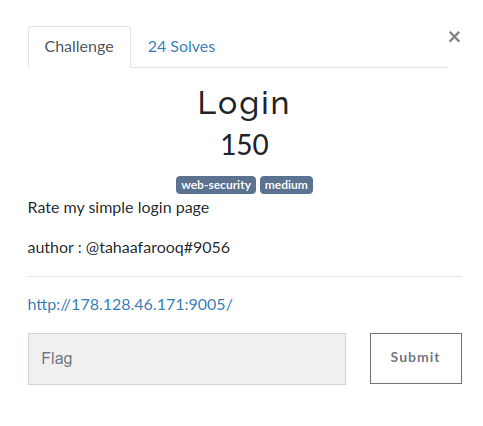 Challenge 24 Solves ×
Login
150
web-security medium
Rate my simple login page
author : @tahaafarooq#9056
http://178.128.46.171:9005/
Flag Submit